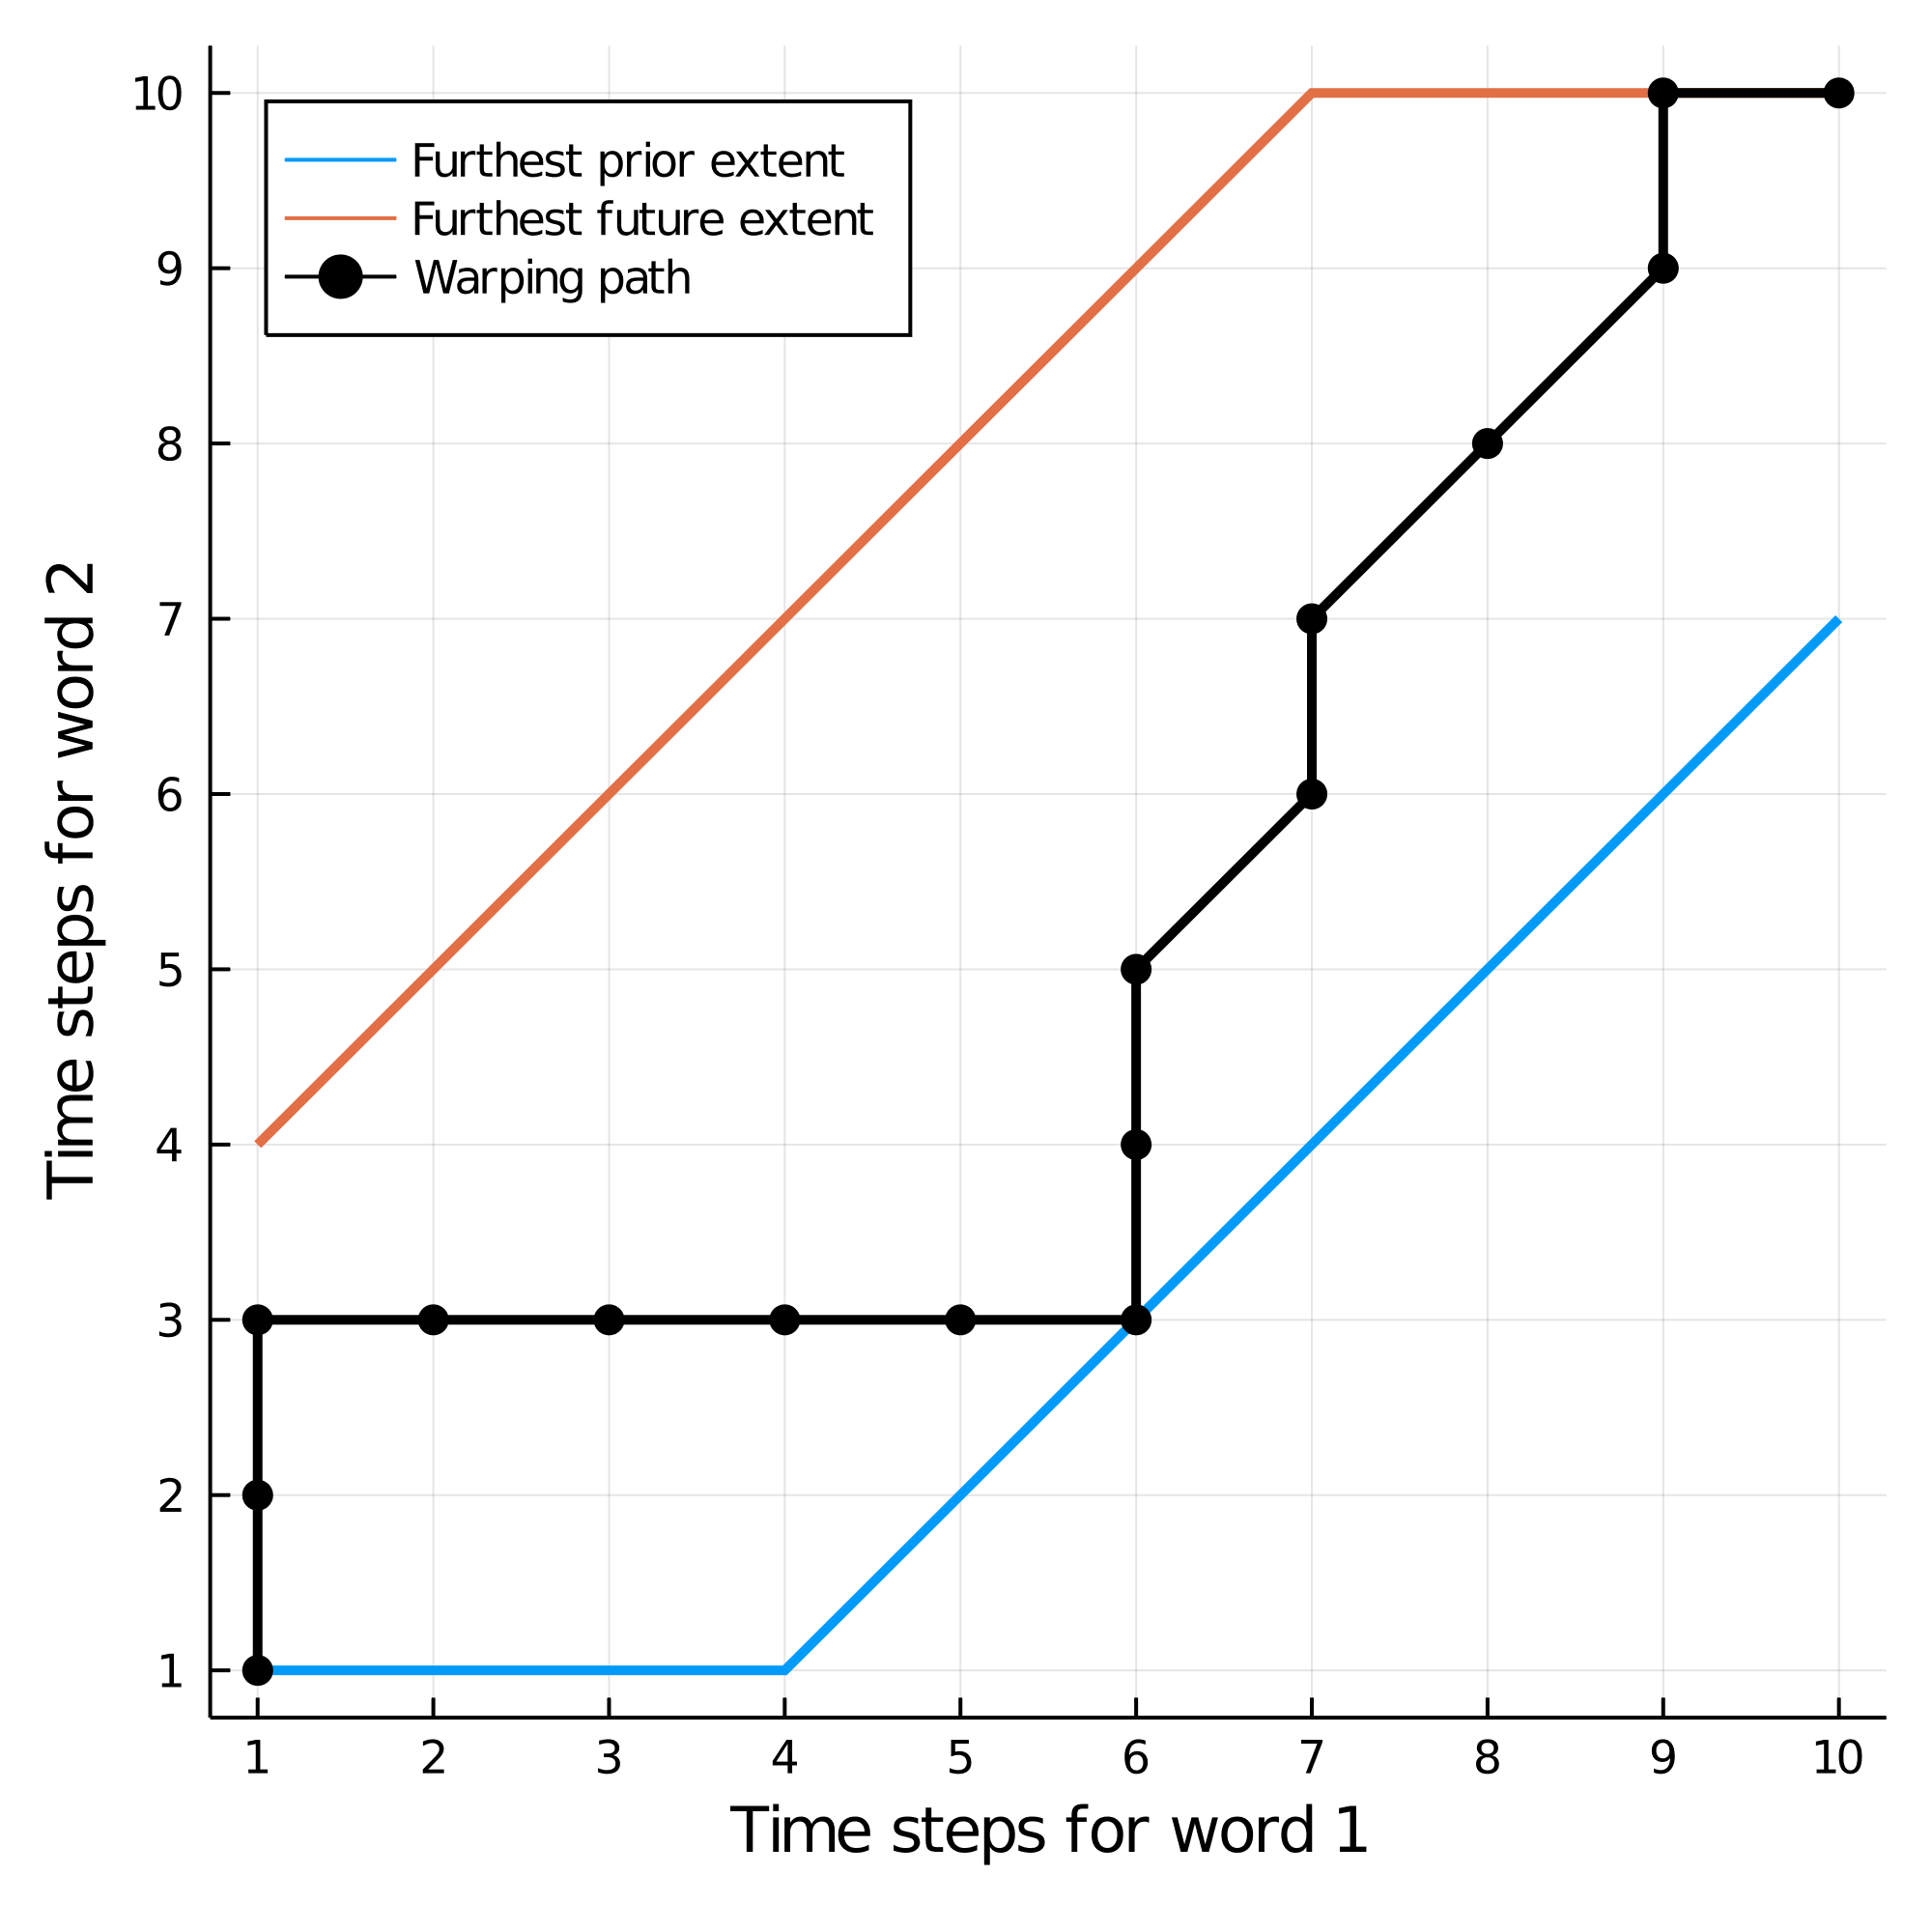 10
9
8
7
6
5
4
3
2
1
Time steps for word 2
Furthest prior extent
Furthest future extent
Warping path
1 2 3 4 5 6 7 8 9 10
Time steps for word 1